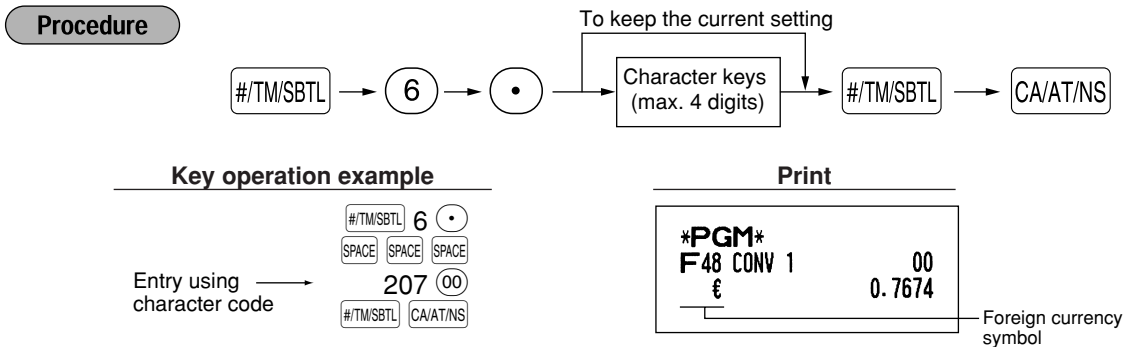 Procedure
To keep the current setting
#/TM/SBTL 6 • Character keys (max. 4 digits) #/TM/SBTL CA/AT/NS
Key operation example
#/TM/SBTL 6 •
SPACE SPACE SPACE
Entry using character code
207 00
#/TM/SBTL CA/AT/NS
Print
*PGM*
F48 CONV 1 00
€ 0.7674
Foreign currency
symbol